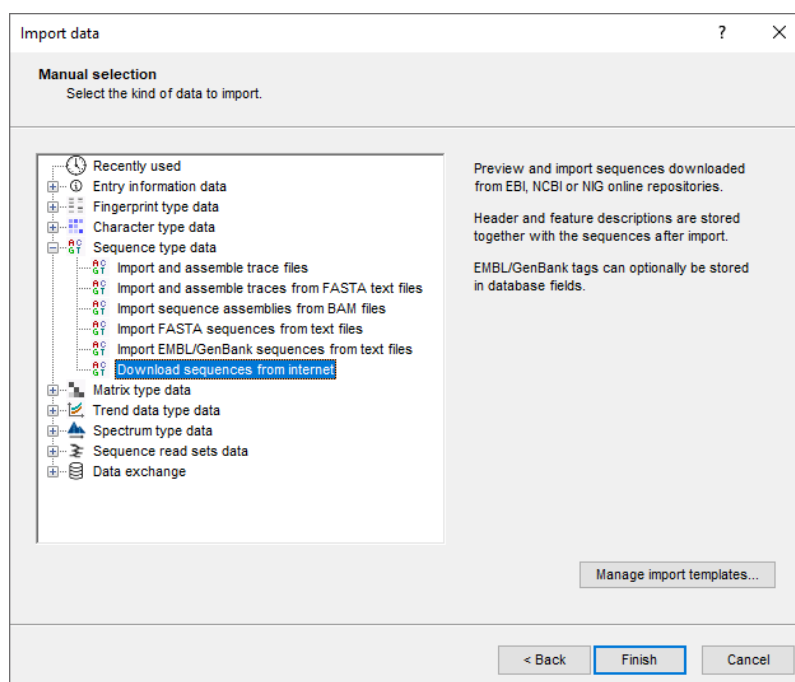 Import data
?
Manual selection
Select the kind of data to import.
Recently used
Entry information data
Fingerprint type data
Character type data
Sequence type data
Import and assemble trace files
Import and assemble traces from FASTA text files
Import sequence assemblies from BAM files
Import FASTA sequences from text files
Import EMBL/GenBank sequences from text files
Download sequences from internet
Matrix type data
Trend data type data
Spectrum type data
Sequence read sets data
Data exchange
Preview and import sequences downloaded
from EBI, NCBI or NIG online repositories.
Header and feature descriptions are stored
together with the sequences after import.
EMBL/GenBank tags can optionally be stored
in database fields.
Manage import templates...
< Back
Finish
Cancel